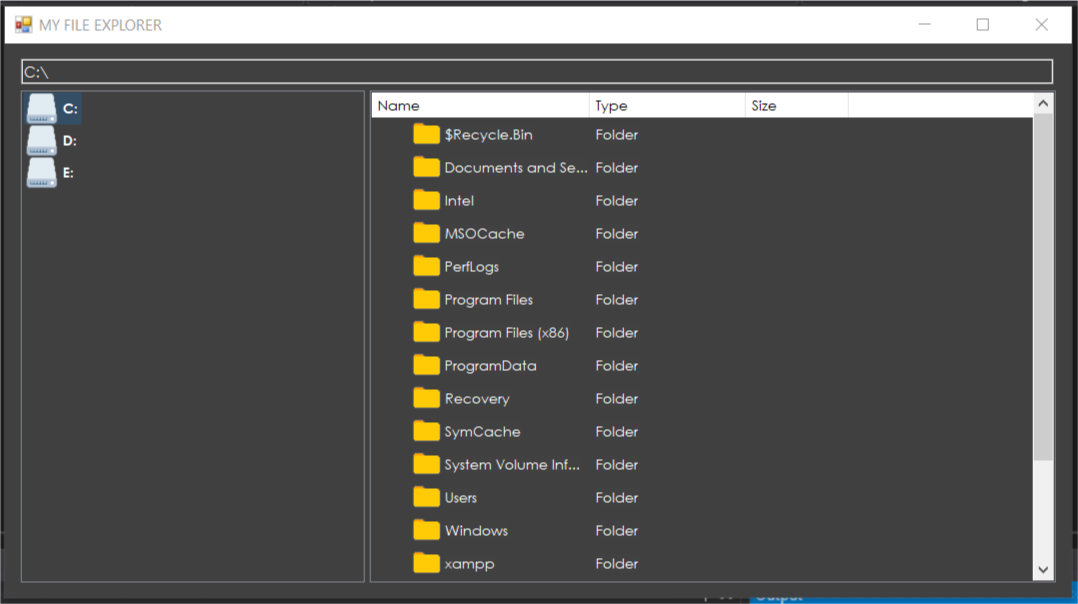 MY FILE EXPLORER
C:\
C:
D:
E:
Name Type Size
$Recycle.Bin Folder
Documents and Se... Folder
Intel Folder
MSOCache Folder
PerfLogs Folder
Program Files Folder
Program Files (x86) Folder
ProgramData Folder
Recovery Folder
SymCache Folder
System Volume Inf... Folder
Users Folder
Windows Folder
xampp Folder
Output